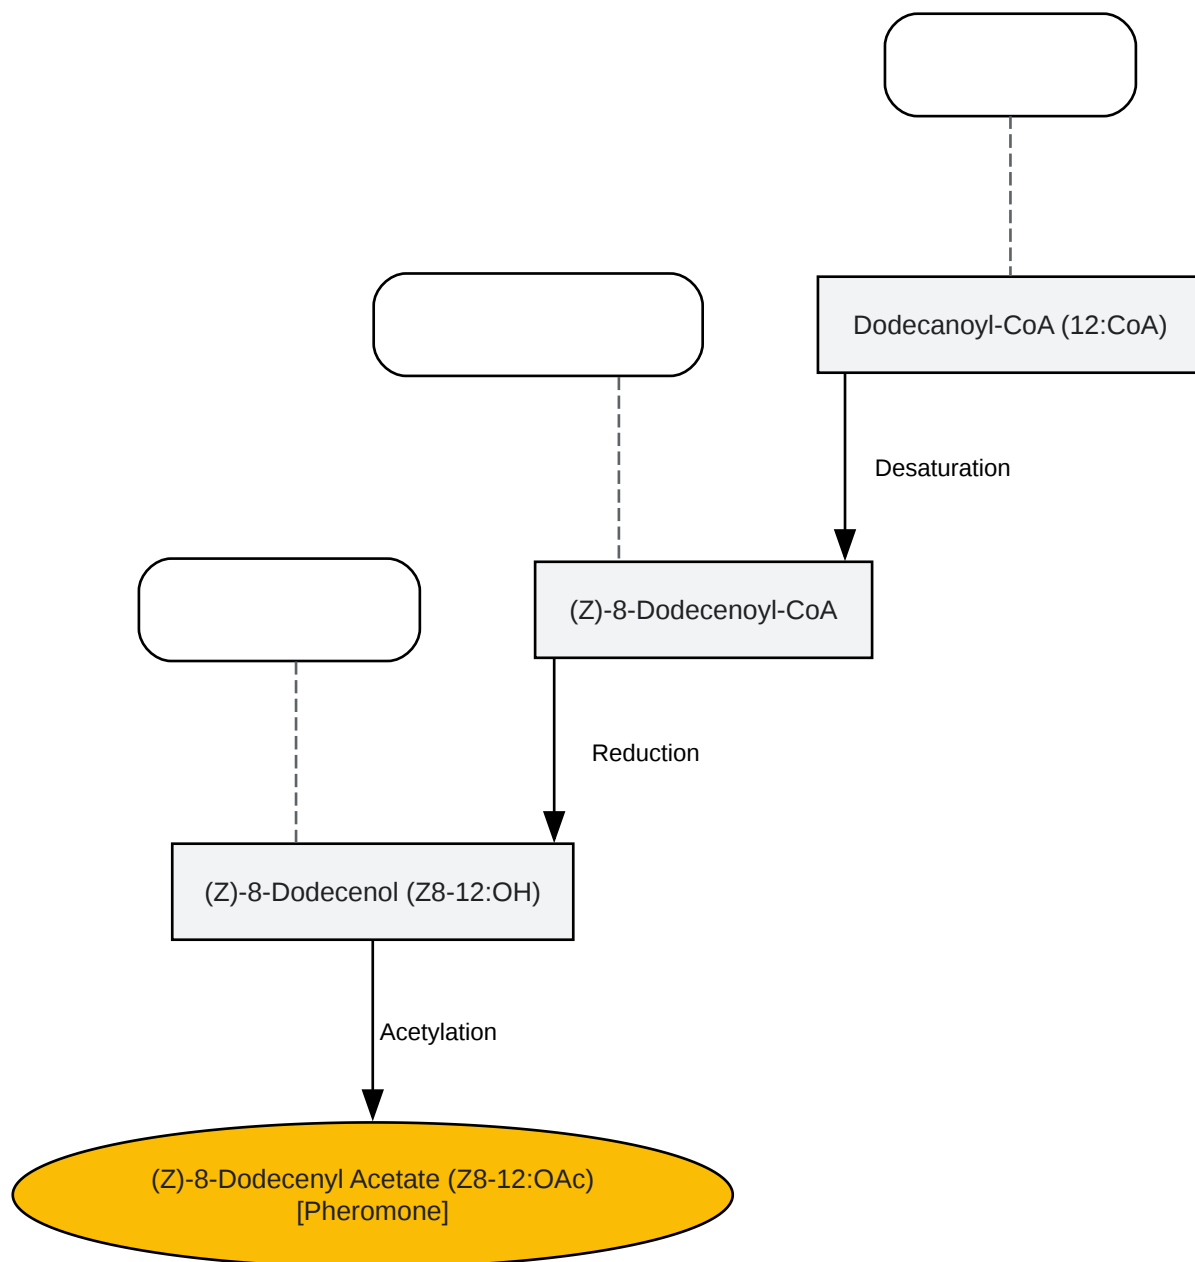 Dodecanoyl-CoA (12:CoA)
Desaturation
(Z)-8-Dodecenoyl-CoA
Reduction
(Z)-8-Dodecenol (Z8-12:OH)
Acetylation
(Z)-8-Dodecenyl Acetate (Z8-12:OAc)
[Pheromone]